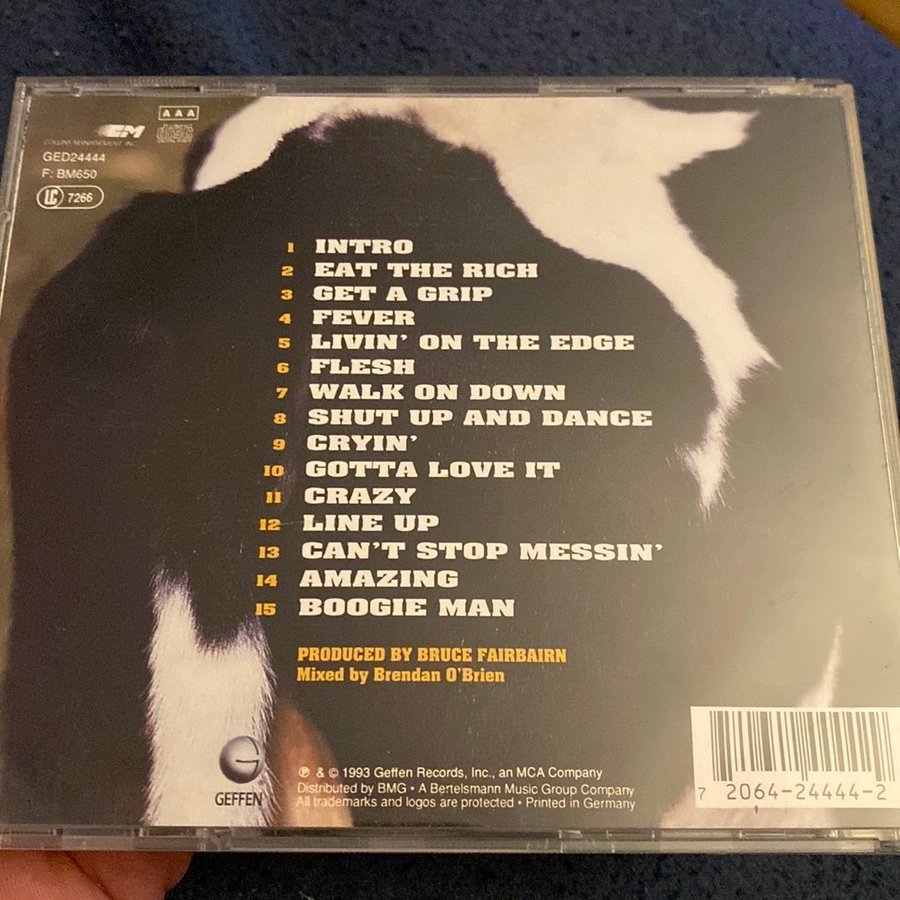 AAA
CM
COLLINS MANAGEMENT INC.
GED24444
F: BM650
LC 7266
1 INTRO
2 EAT THE RICH
3 GET A GRIP
4 FEVER
5 LIVIN' ON THE EDGE
6 FLESH
7 WALK ON DOWN
8 SHUT UP AND DANCE
9 CRYIN'
10 GOTTA LOVE IT
11 CRAZY
12 LINE UP
13 CAN'T STOP MESSIN'
14 AMAZING
15 BOOGIE MAN
PRODUCED BY BRUCE FAIRBAIRN
Mixed by Brendan O'Brien
℗ & © 1993 Geffen Records, Inc., an MCA Company
Distributed by BMG • A Bertelsmann Music Group Company
All trademarks and logos are protected • Printed in Germany
GEFFEN
7 2064-24444-2